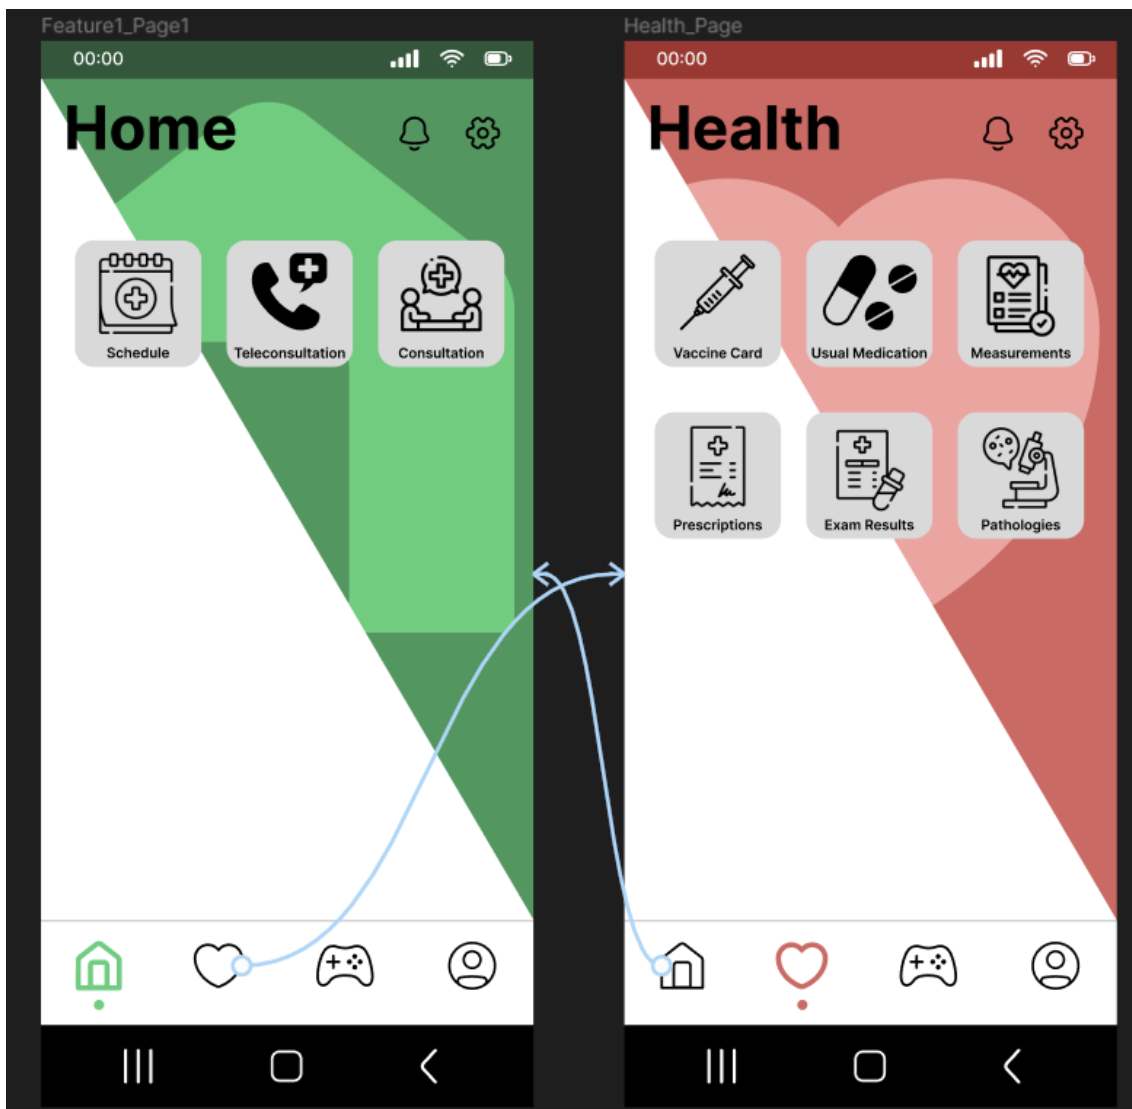 Feature1_Page1
Health_Page
00:00
00:00
Home
Health
Schedule
Teleconsultation
Consultation
Vaccine Card
Usual Medication
Measurements
Prescriptions
Exam Results
Pathologies